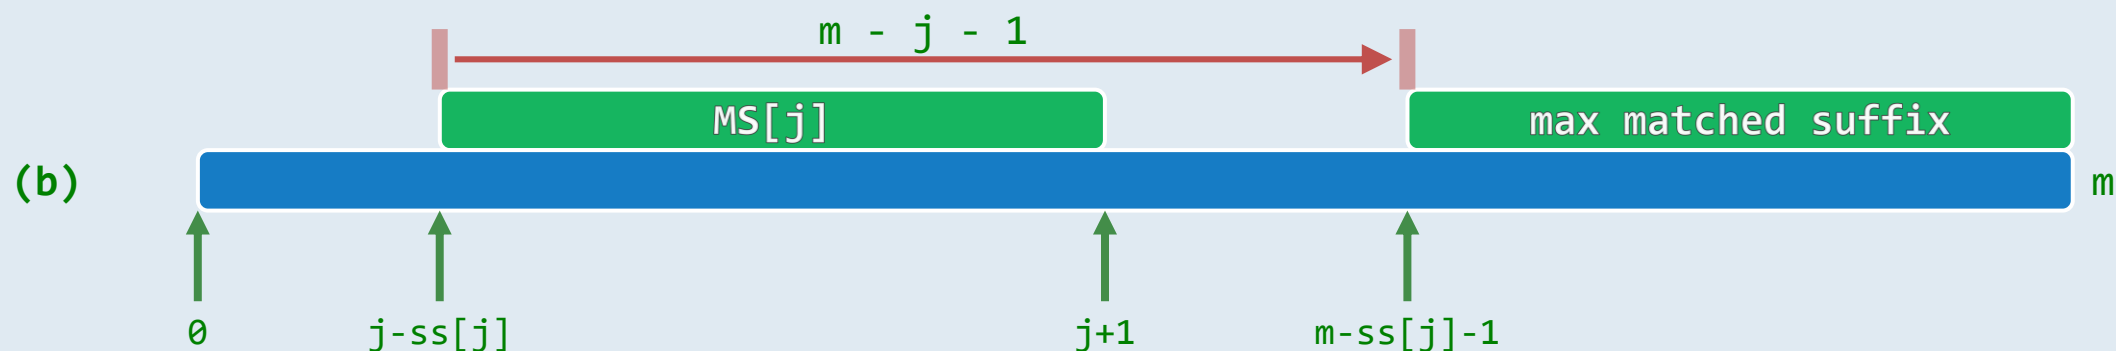 m - j - 1
MS[j] max matched suffix
(b) m
0 j-ss[j] j+1 m-ss[j]-1